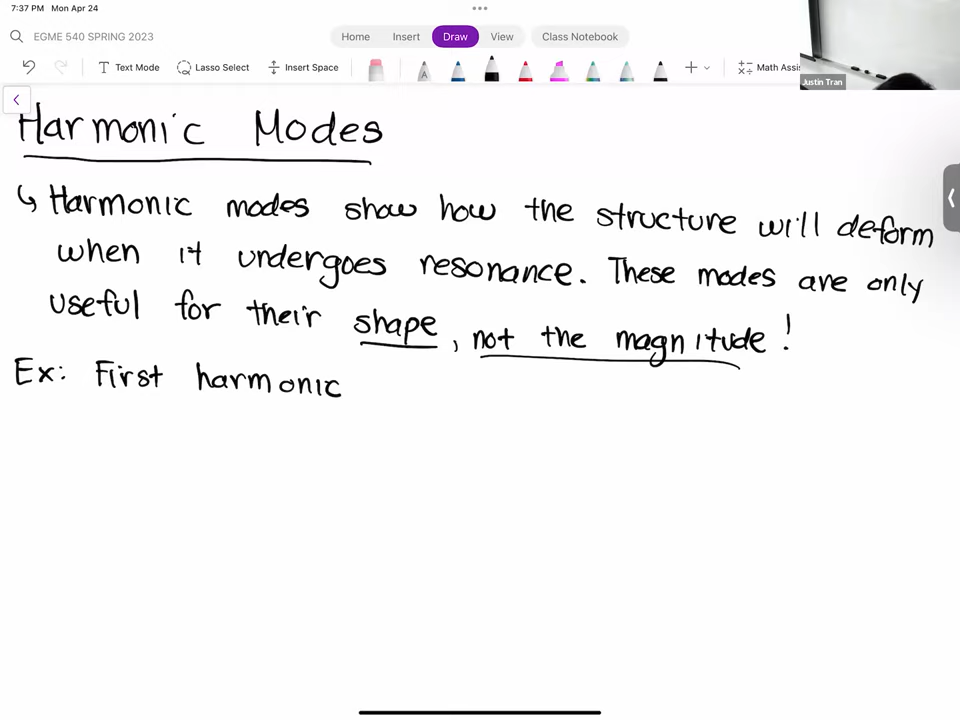 7:37 PM Mon Apr 24
EGME 540 SPRING 2023
Home Insert Draw View Class Notebook
T Text Mode Lasso Select Insert Space A Math Assi
Justin Tran
Harmonic Modes
↳ Harmonic modes show how the structure will deform
when it undergoes resonance. These modes are only
useful for their shape, not the magnitude!
Ex: First harmonic